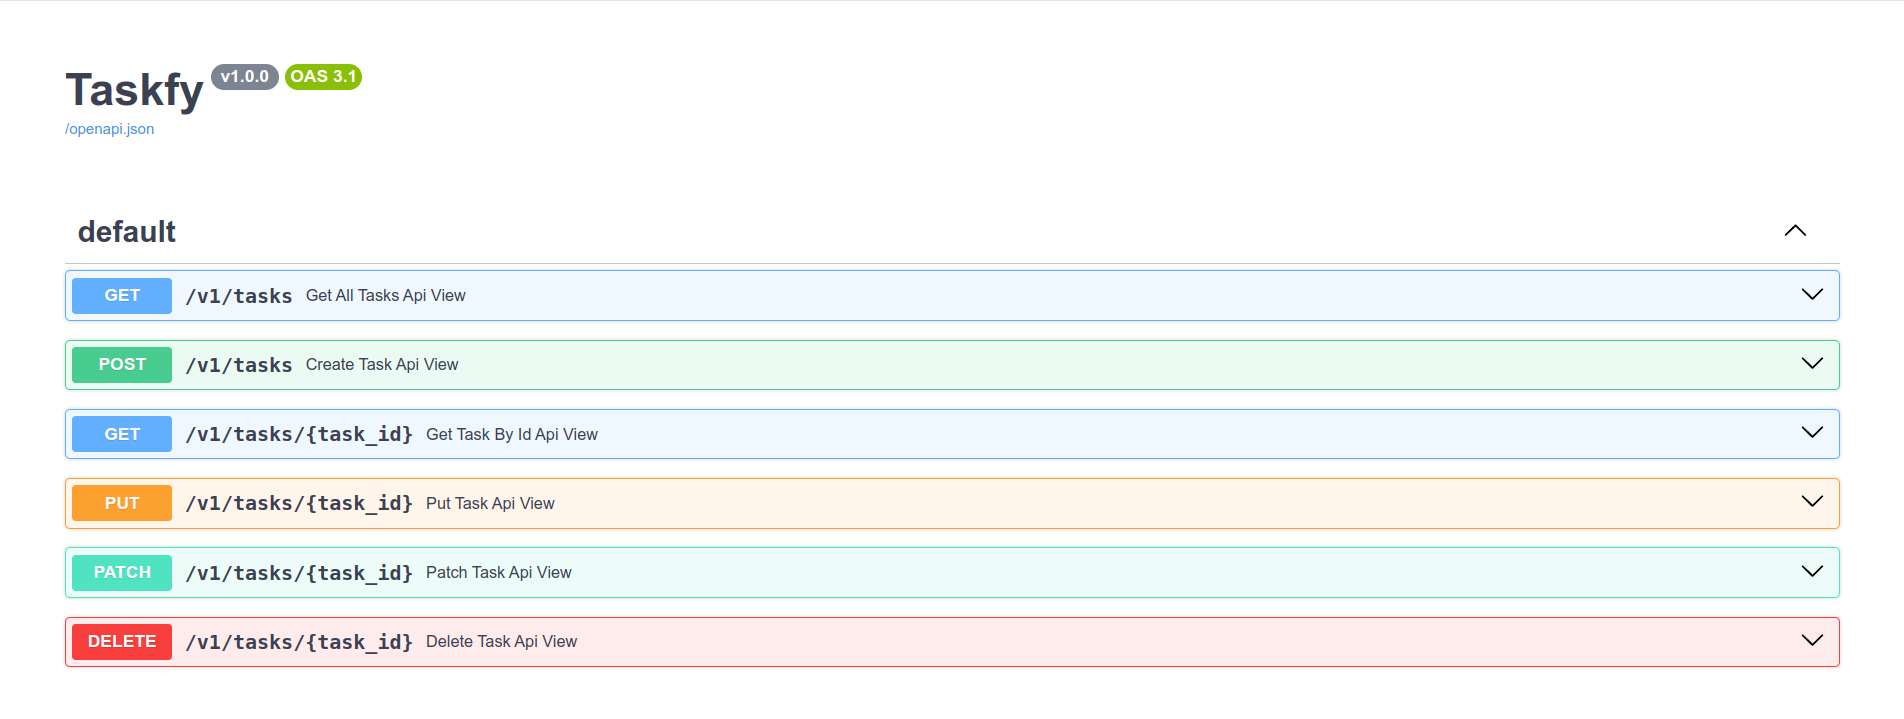 Taskfy v1.0.0 OAS 3.1
/openapi.json
default
GET /v1/tasks Get All Tasks Api View
POST /v1/tasks Create Task Api View
GET /v1/tasks/{task_id} Get Task By Id Api View
PUT /v1/tasks/{task_id} Put Task Api View
PATCH /v1/tasks/{task_id} Patch Task Api View
DELETE /v1/tasks/{task_id} Delete Task Api View